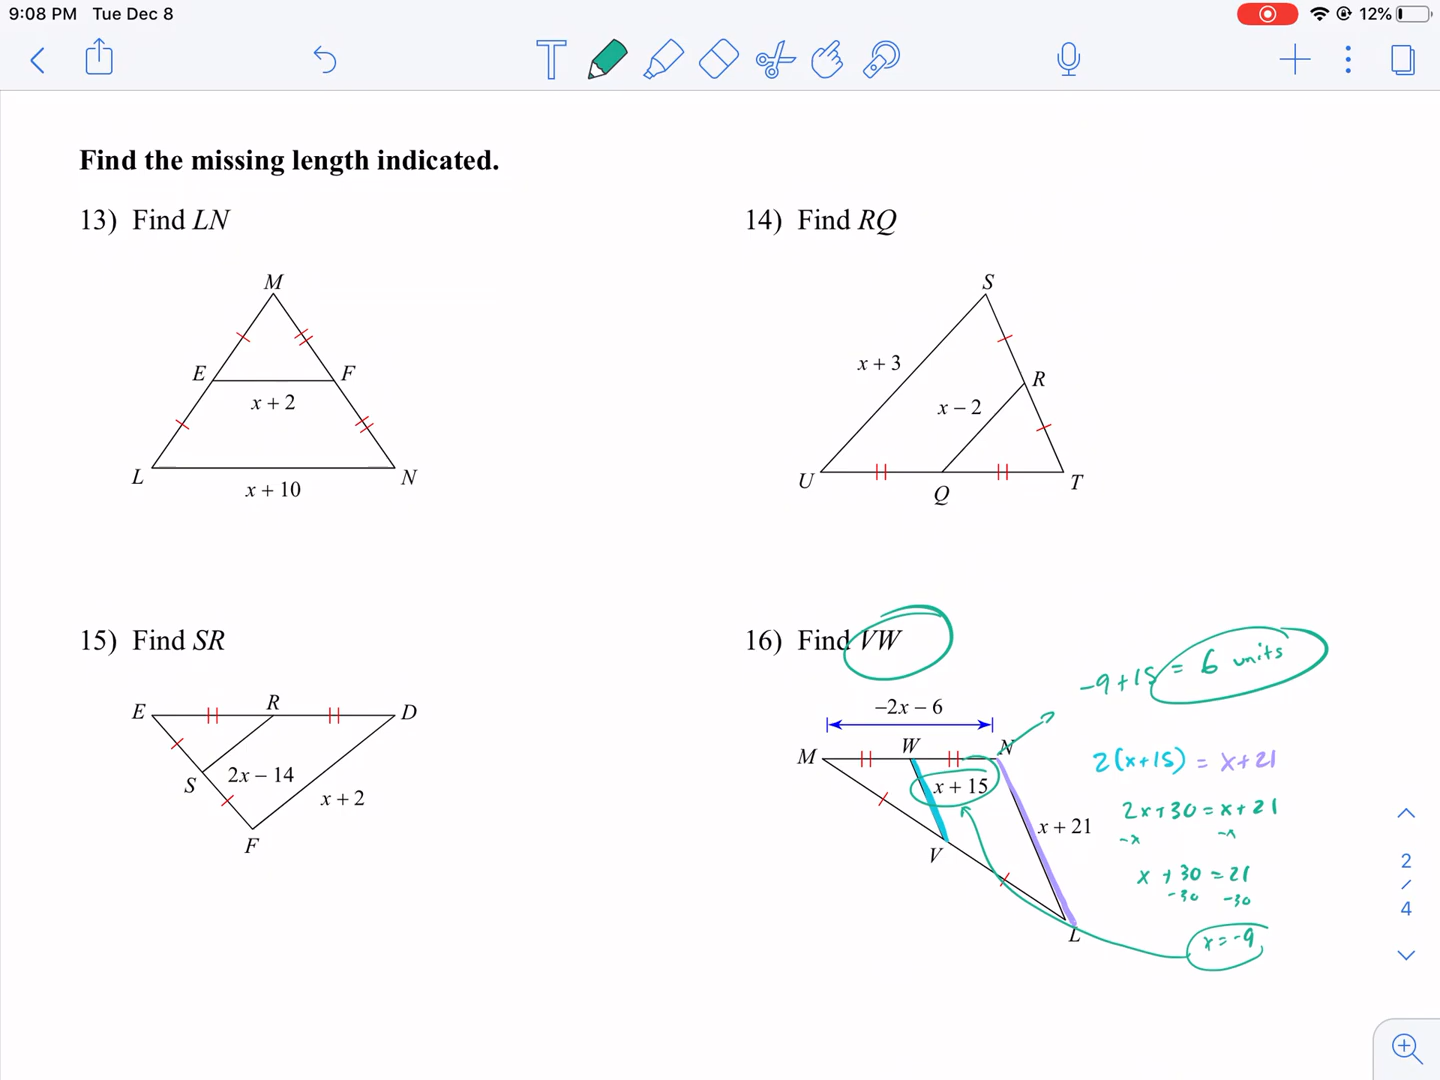 9:08 PM Tue Dec 8
12%
Find the missing length indicated.
13) Find LN
M
E
F
x + 2
L
N
x + 10
14) Find RQ
S
x + 3
R
x – 2
U
Q
T
15) Find SR
E
R
D
S
2x – 14
x + 2
F
16) Find VW
-9+15 = 6 units
−2x – 6
M
W
N
x + 15
x + 21
V
L
2(x+15) = x+21
2x+30 = x+21
-x -x
x +30 = 21
-30 -30
x = -9
2
/
4